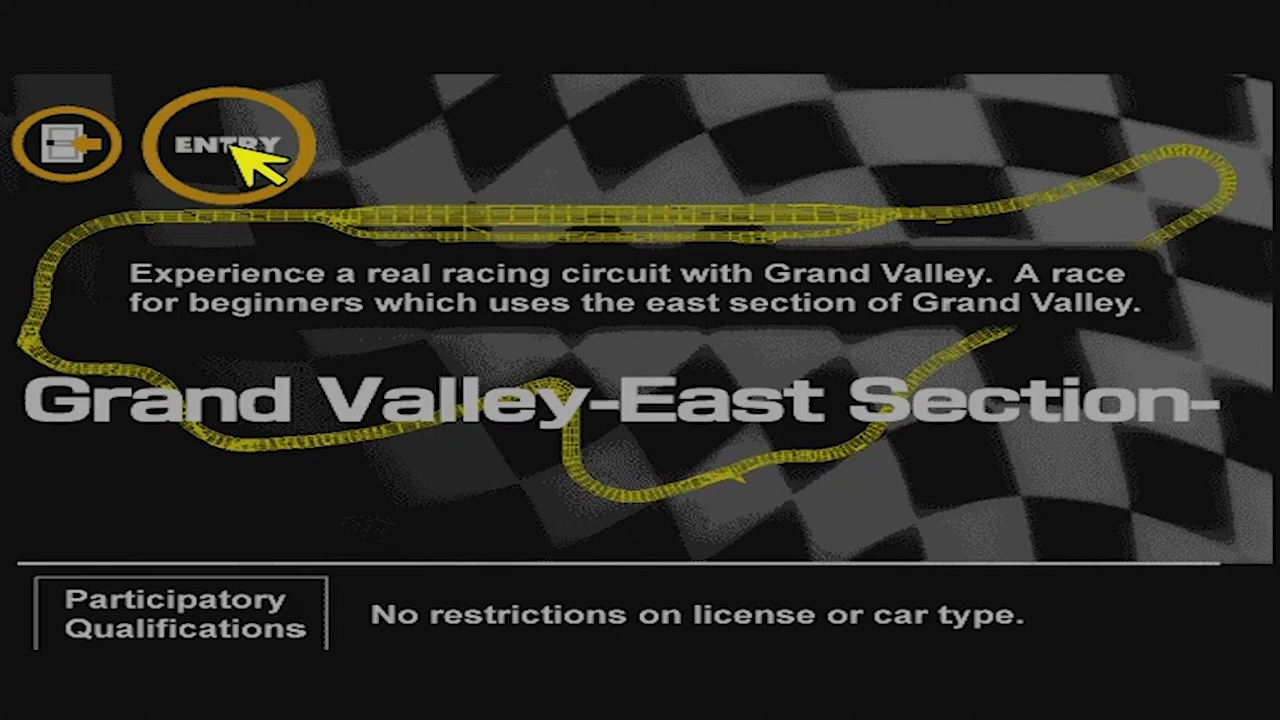 ENTRY
Experience a real racing circuit with Grand Valley. A race
for beginners which uses the east section of Grand Valley.
Grand Valley-East Section-
Participatory
Qualifications
No restrictions on license or car type.